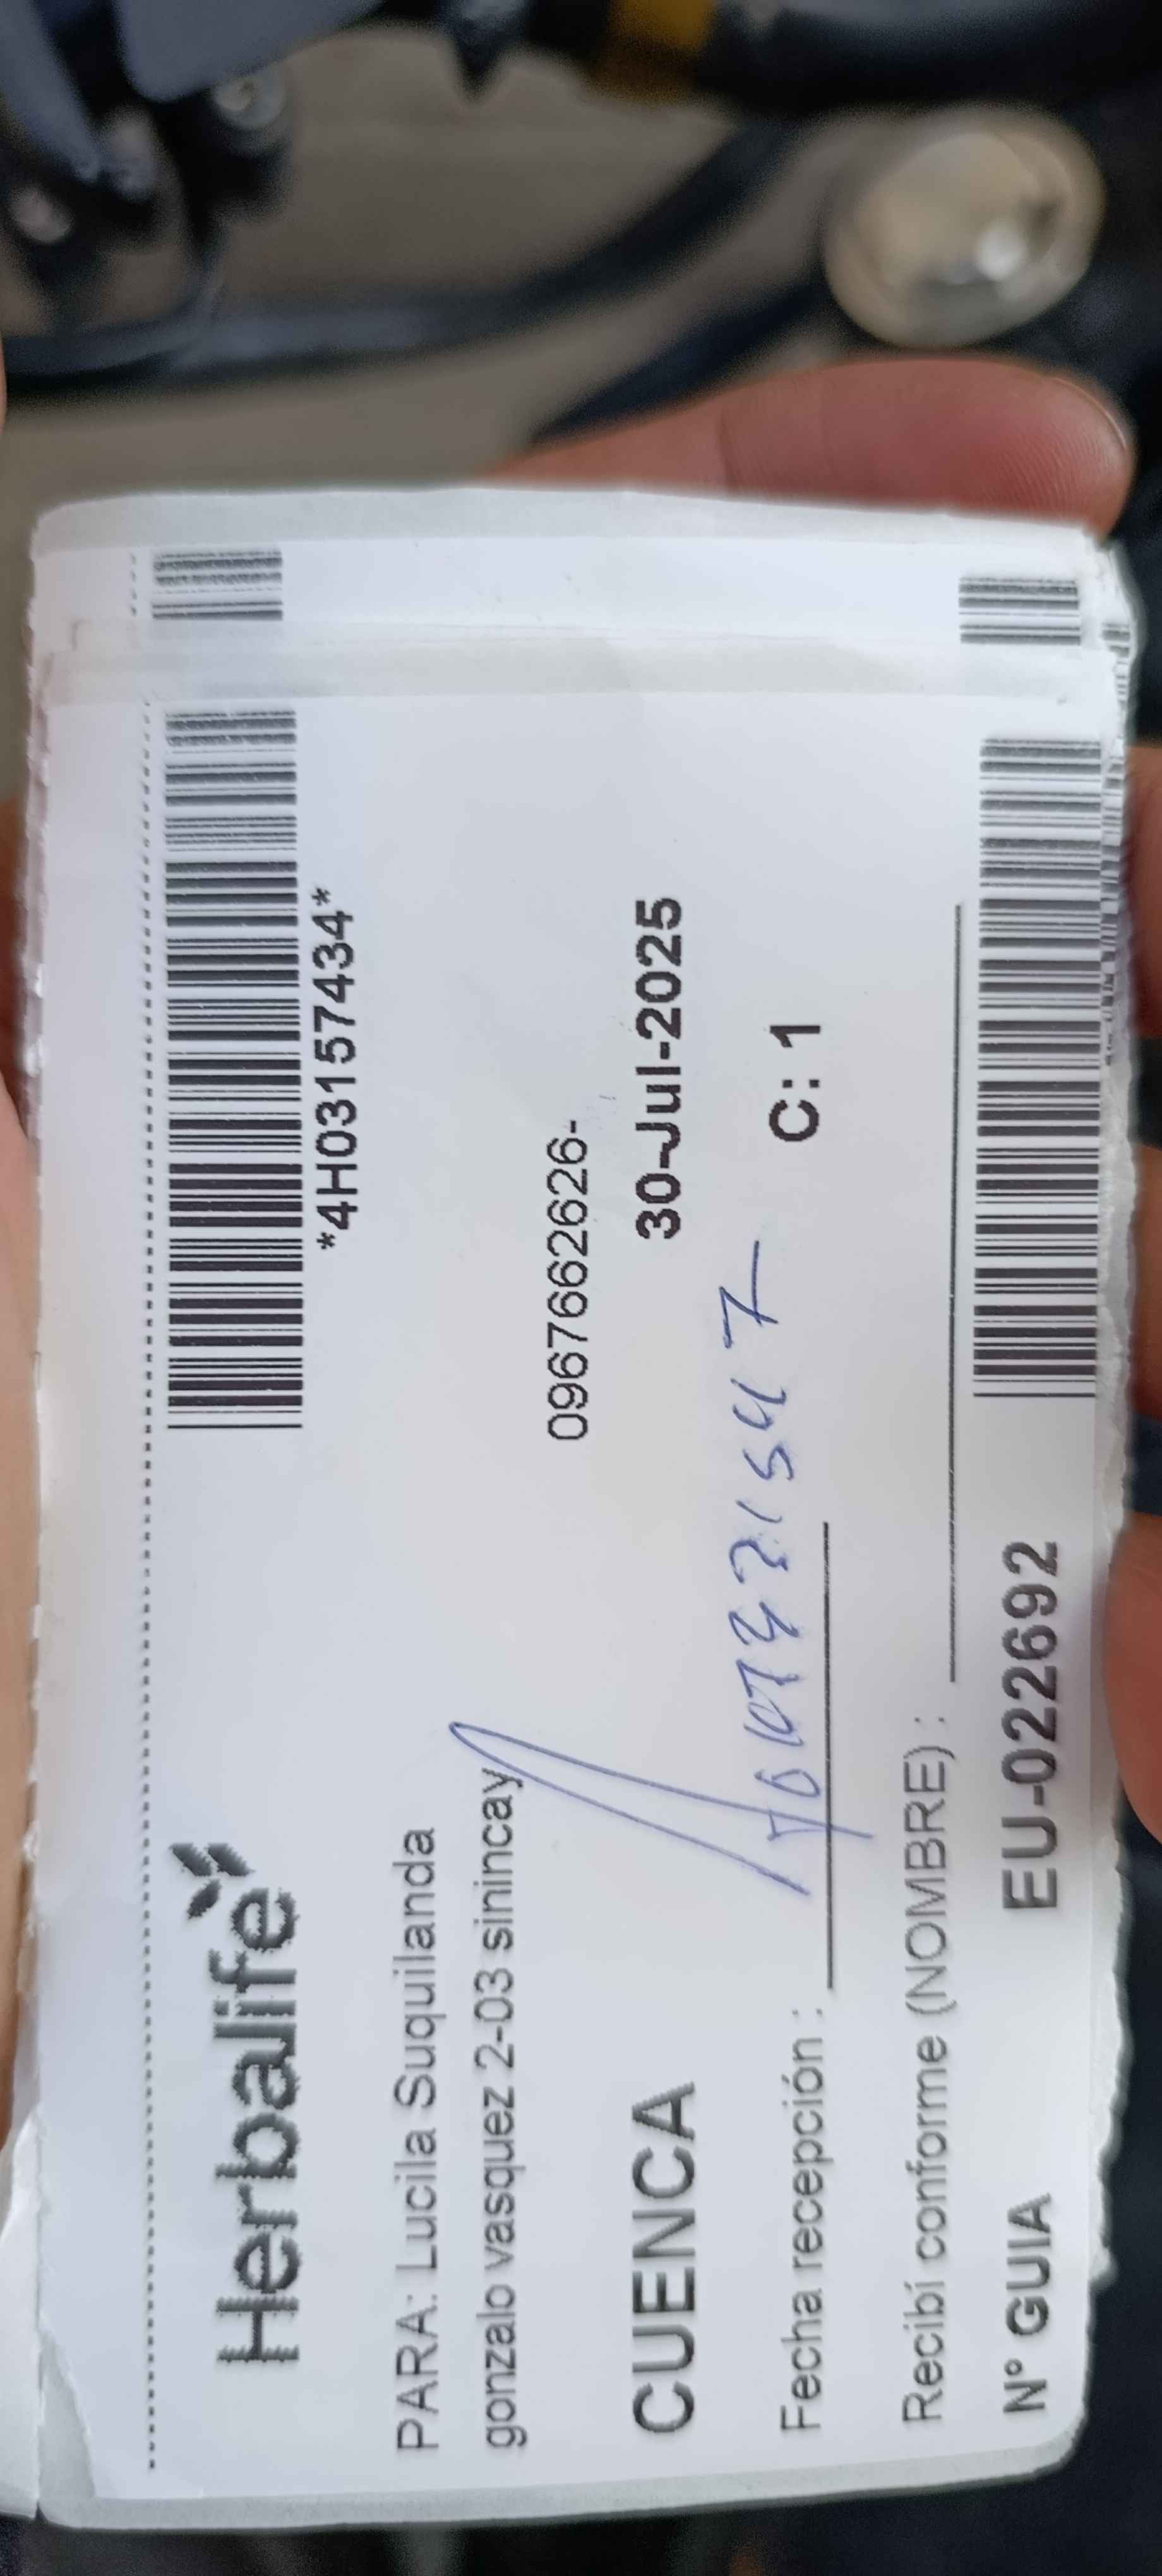 Herbalife
*4H03157434*
PARA: Lucila Suquilanda
gonzalo vasquez 2-03 sinincay
0967662626-
CUENCA
30-Jul-2025
Fecha recepción :
C: 1
Recibí conforme (NOMBRE) :
Nº GUIA
EU-022692